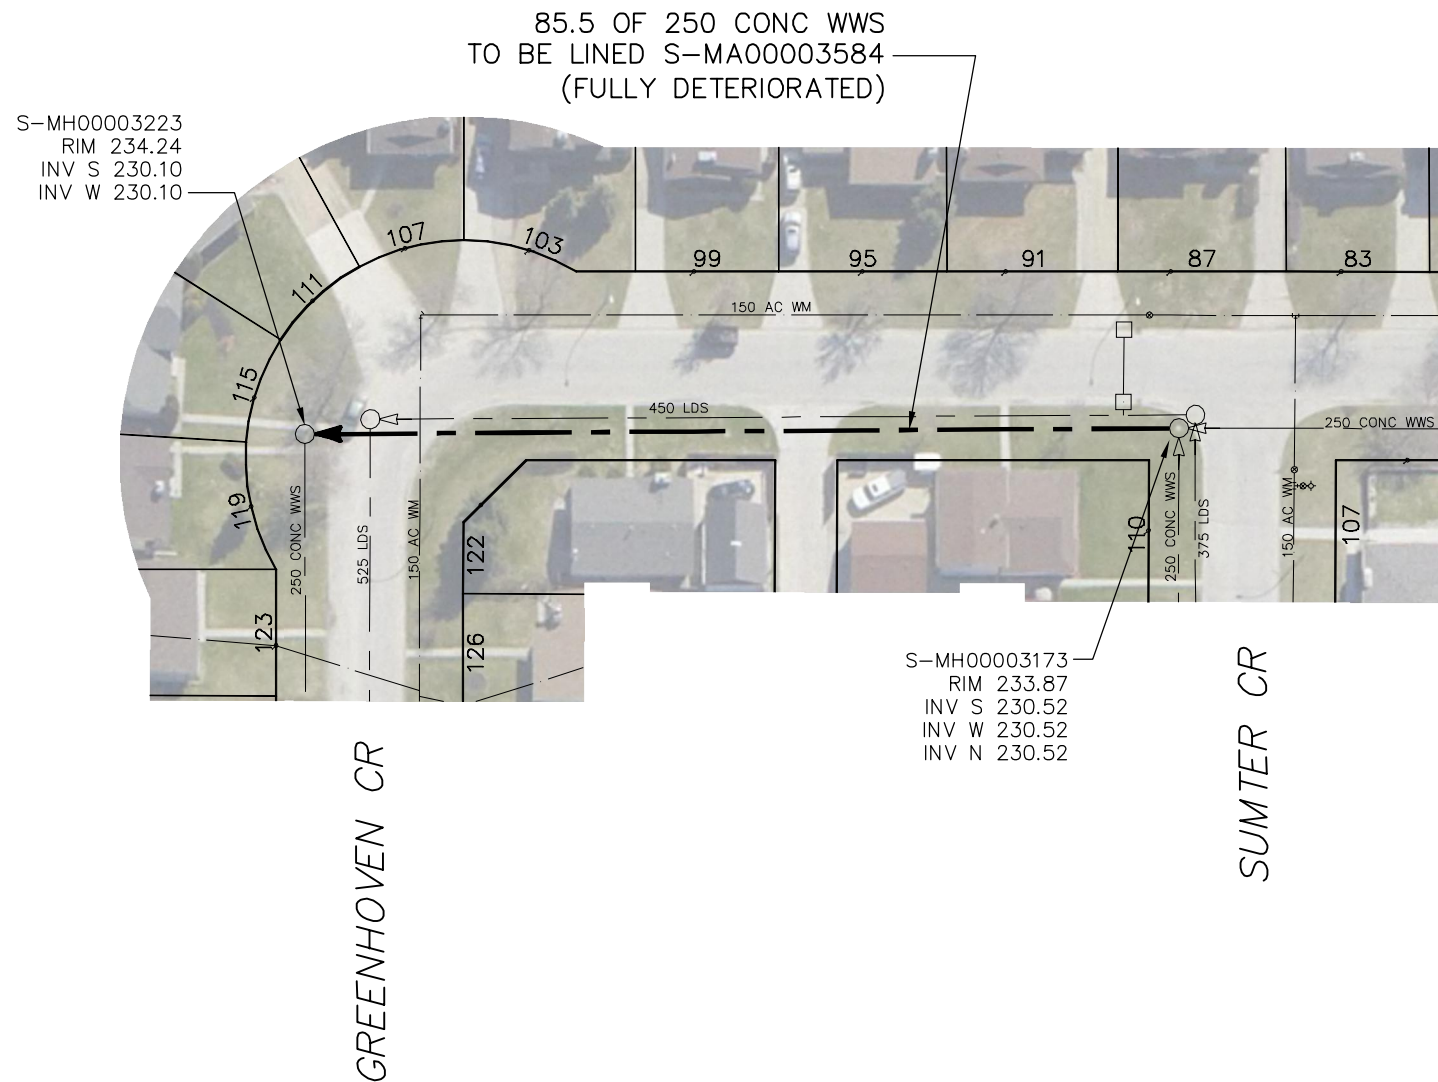 85.5 OF 250 CONC WWS
TO BE LINED S-MA00003584
(FULLY DETERIORATED)
S-MH00003223
RIM 234.24
INV S 230.10
INV W 230.10
107
103
111
115
119
123
99
95
91
87
83
150 AC WM
450 LDS
250 CONC WWS
250 CONC WWS
525 LDS
150 AC WM
122
126
110
250 CONC WWS
375 LDS
150 AC WM
107
S-MH00003173
RIM 233.87
INV S 230.52
INV W 230.52
INV N 230.52
GREENHOVEN CR
SUMTER CR